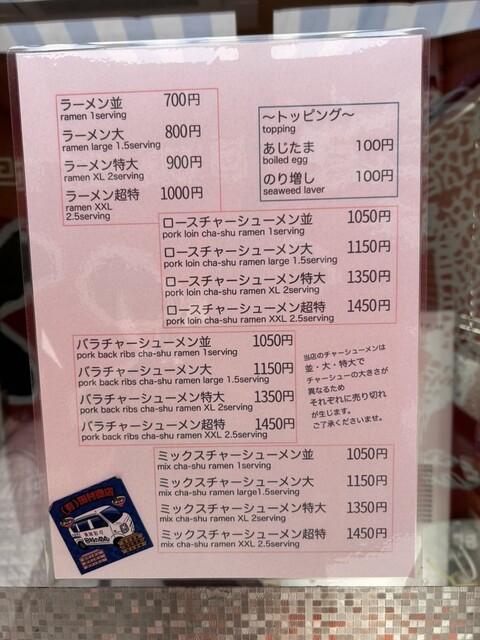 ラーメン並 700円
ramen 1serving
ラーメン大 800円
ramen large 1.5serving
ラーメン特大 900円
ramen XL 2serving
ラーメン超特 1000円
ramen XXL
2.5serving
～トッピング～
topping
あじたま 100円
boiled egg
のり増し 100円
seaweed laver
ロースチャーシューメン並 1050円
pork loin cha-shu ramen 1serving
ロースチャーシューメン大 1150円
pork loin cha-shu ramen large 1.5serving
ロースチャーシューメン特大 1350円
pork loin cha-shu ramen XL 2serving
ロースチャーシューメン超特 1450円
pork loin cha-shu ramen XXL 2.5serving
バラチャーシューメン並 1050円
pork back ribs cha-shu ramen 1serving
バラチャーシューメン大 1150円
pork back ribs cha-shu ramen large 1.5serving
バラチャーシューメン特大 1350円
pork back ribs cha-shu ramen XL 2serving
バラチャーシューメン超特 1450円
pork back ribs cha-shu ramen XXL 2.5serving
当店のチャーシューメンは
並・大・特大で
チャーシューの大きさが
異なるため
それぞれに売り切れ
が生じます。
ご了承くださいませ。
ミックスチャーシューメン並 1050円
mix cha-shu ramen 1serving
ミックスチャーシューメン大 1150円
mix cha-shu ramen large1.5serving
ミックスチャーシューメン特大 1350円
mix cha-shu ramen XL 2serving
ミックスチャーシューメン超特 1450円
mix cha-shu ramen XXL 2.5serving
(有)田村商店